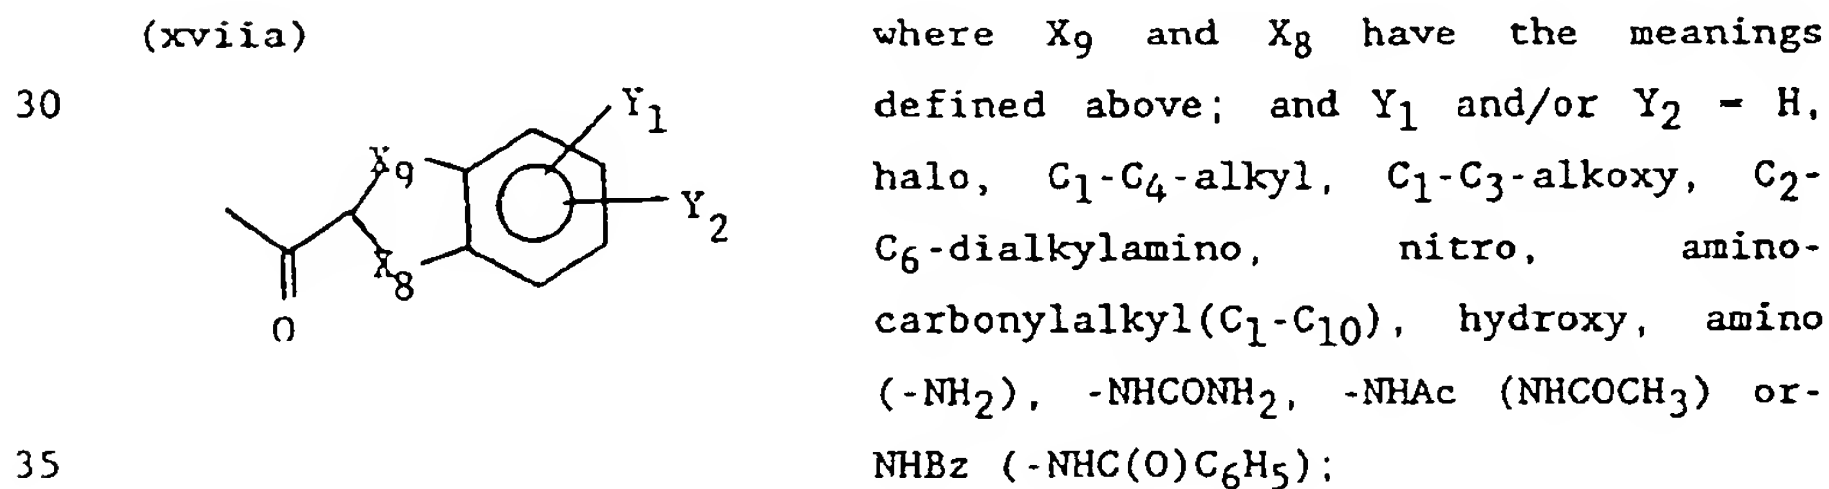 (xviia)
where X9 and X8 have the meanings
30
defined above; and Y1 and/or Y2 = H,
halo, C1-C4-alkyl, C1-C3-alkoxy, C2-
C6-dialkylamino, nitro, amino-
carbonylalkyl(C1-C10), hydroxy, amino
(-NH2), -NHCONH2, -NHAc (NHCOCH3) or-
35
NHBz (-NHC(O)C6H5);
Y1
X9
Y2
X8
O